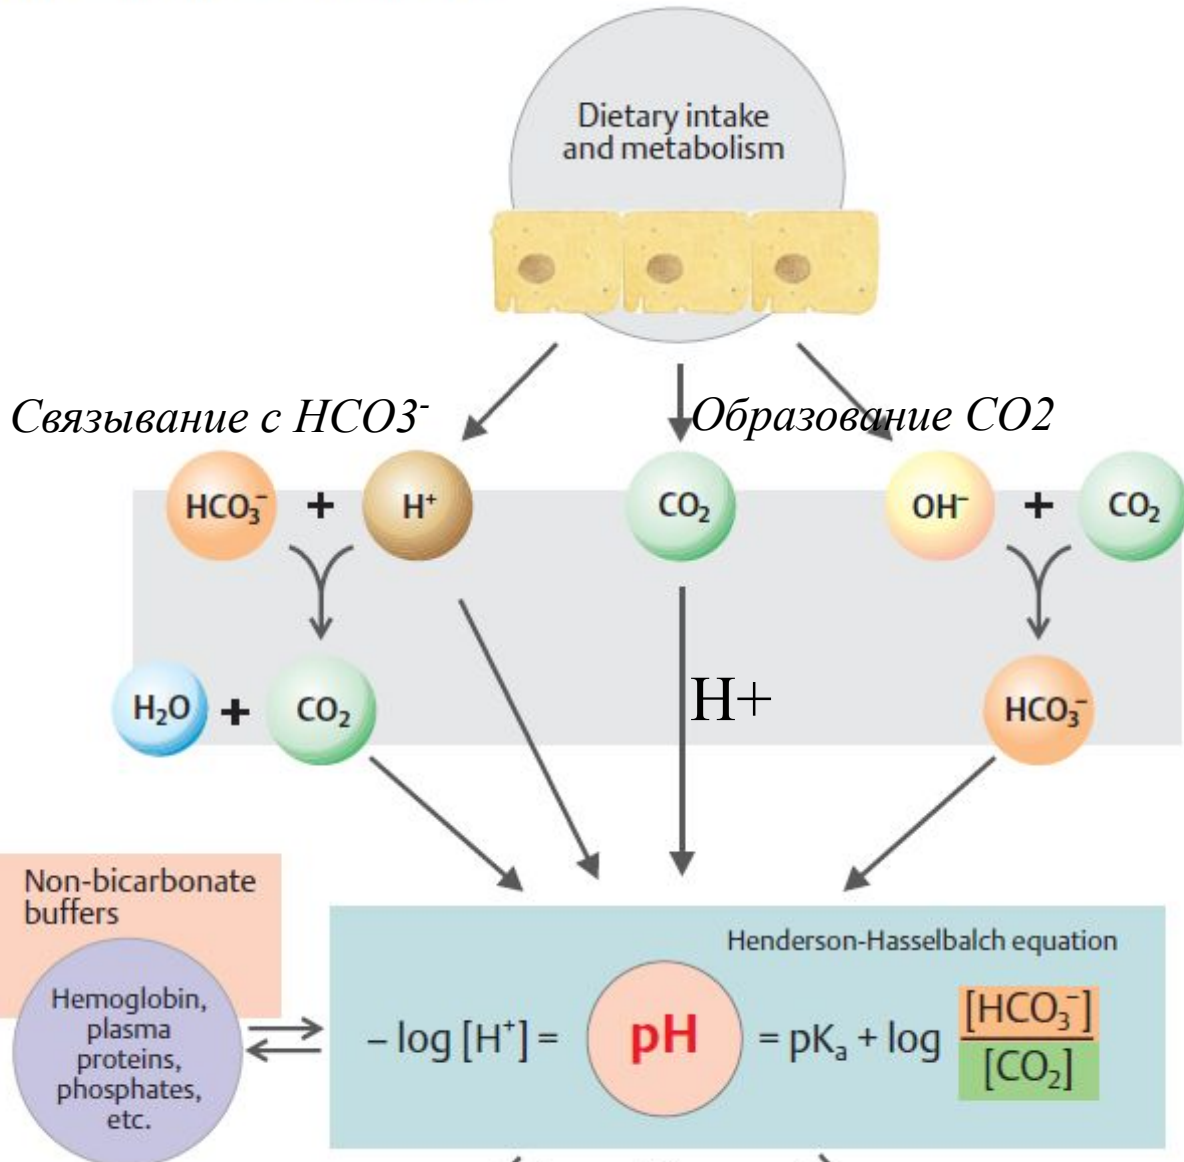 Dietary intake
and metabolism
Связывание с HCO3⁻
Образование CO2
HCO₃⁻ + H⁺
CO₂
OH⁻ + CO₂
H₂O + CO₂
H+
HCO₃⁻
Non-bicarbonate
buffers
Hemoglobin,
plasma
proteins,
phosphates,
etc.
Henderson-Hasselbalch equation
– log [H⁺] = pH = pKₐ + log [HCO₃⁻]
[CO₂]